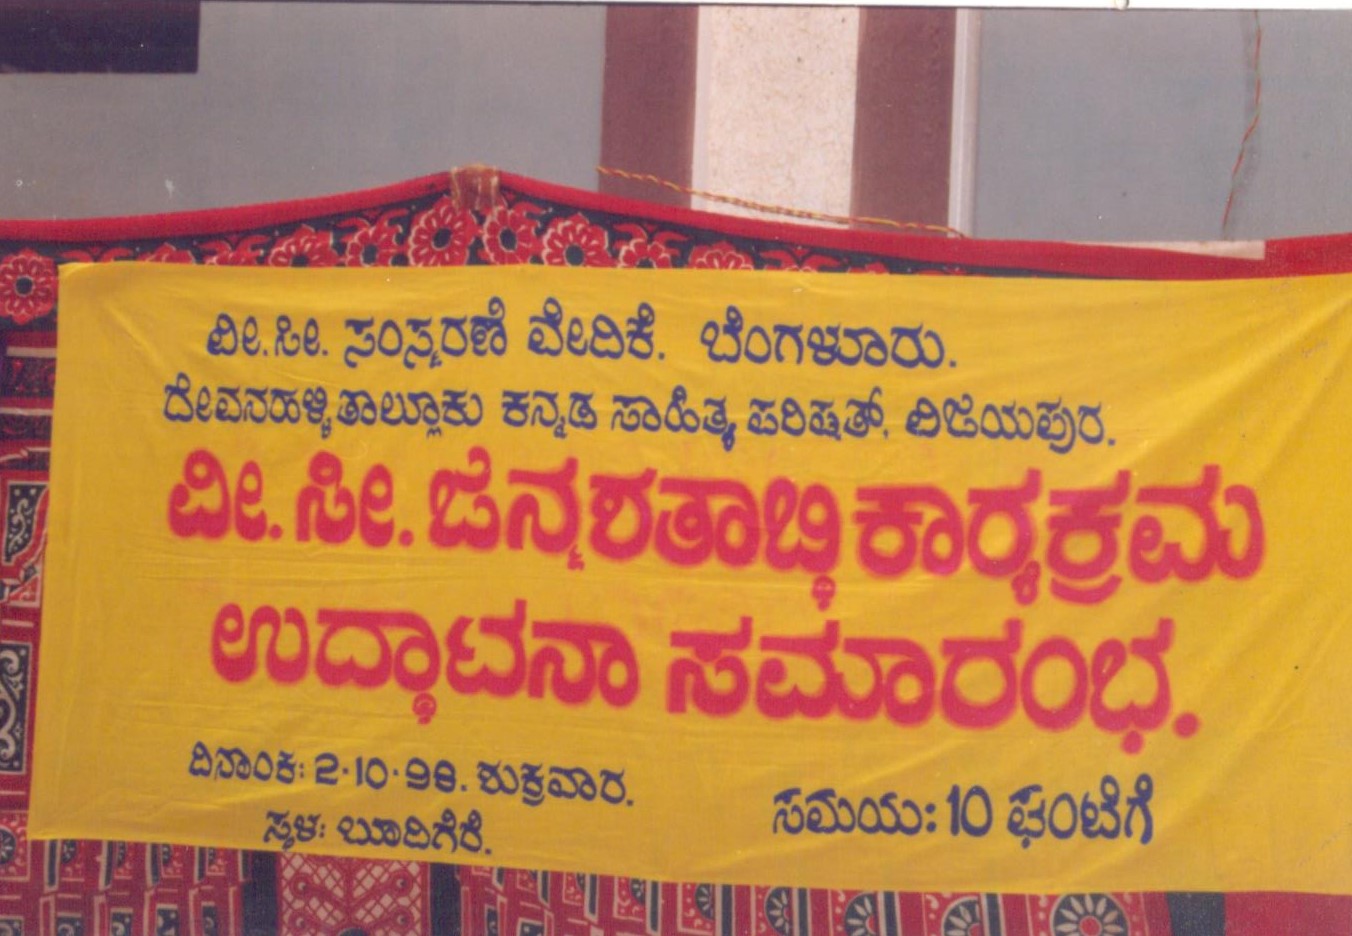 ವೀ. ಸೀ. ಸಂಸ್ಮರಣೆ ವೇದಿಕೆ. ಬೆಂಗಳೂರು.
ದೇವನಹಳ್ಳಿ ತಾಲ್ಲೂಕು ಕನ್ನಡ ಸಾಹಿತ್ಯ ಪರಿಷತ್, ವಿಜಯಪುರ.
ವೀ. ಸೀ. ಜನ್ಮಶತಾಬ್ಧಿ ಕಾರ್ಯಕ್ರಮ
ಉದ್ಘಾಟನಾ ಸಮಾರಂಭ.
ದಿನಾಂಕ: 2-10-98. ಶುಕ್ರವಾರ.
ಸಮಯ: 10 ಘಂಟೆಗೆ
ಸ್ಥಳ: ಬೂದಿಗೆರೆ.